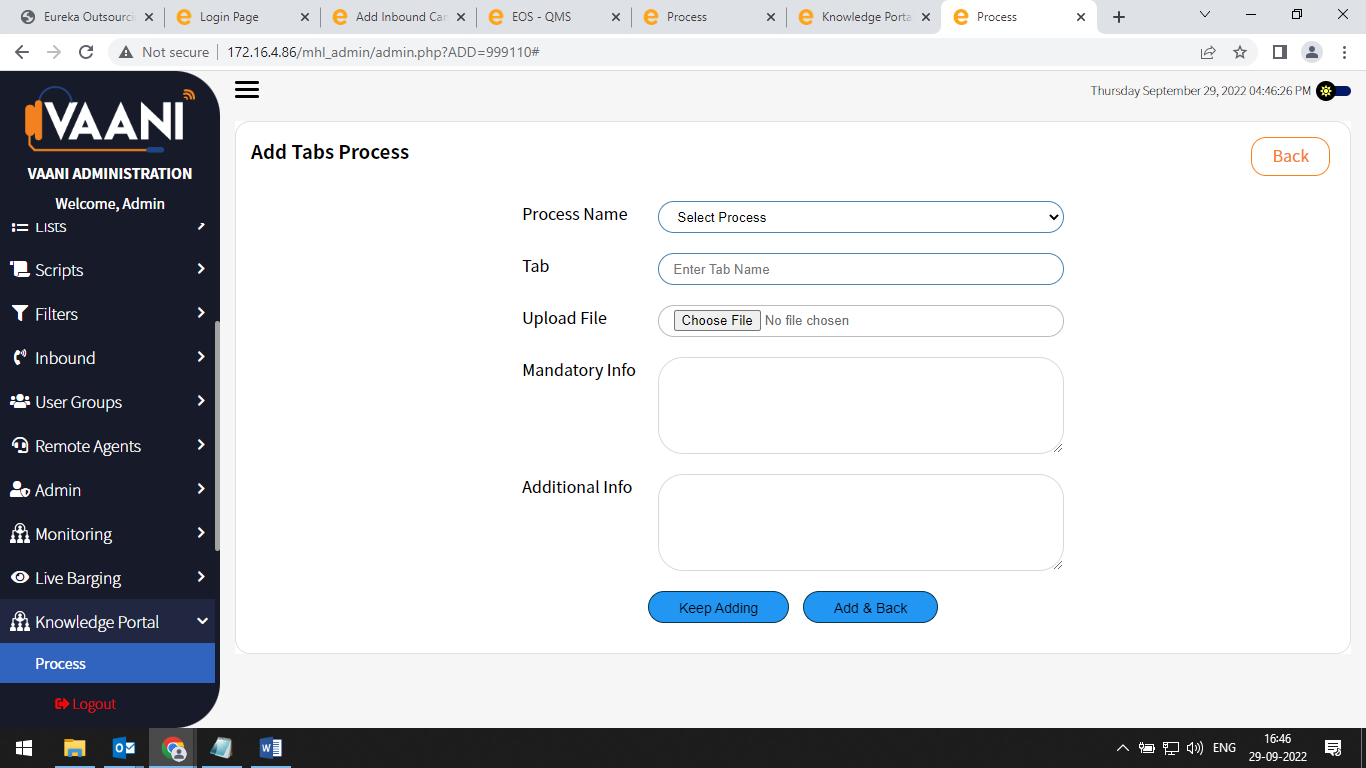 Eureka Outsourci
Login Page
Add Inbound Car
EOS - QMS
Process
Knowledge Porta
Process
Not secure
172.16.4.86/mhl_admin/admin.php?ADD=999110#
VAANI
VAANI ADMINISTRATION
Welcome, Admin
Lists
Scripts
Filters
Inbound
User Groups
Remote Agents
Admin
Monitoring
Live Barging
Knowledge Portal
Process
Logout
Thursday September 29, 2022 04:46:26 PM
Add Tabs Process
Back
Process Name
Select Process
Tab
Enter Tab Name
Upload File
Choose File No file chosen
Mandatory Info
Additional Info
Keep Adding
Add & Back
ENG
16:46
29-09-2022